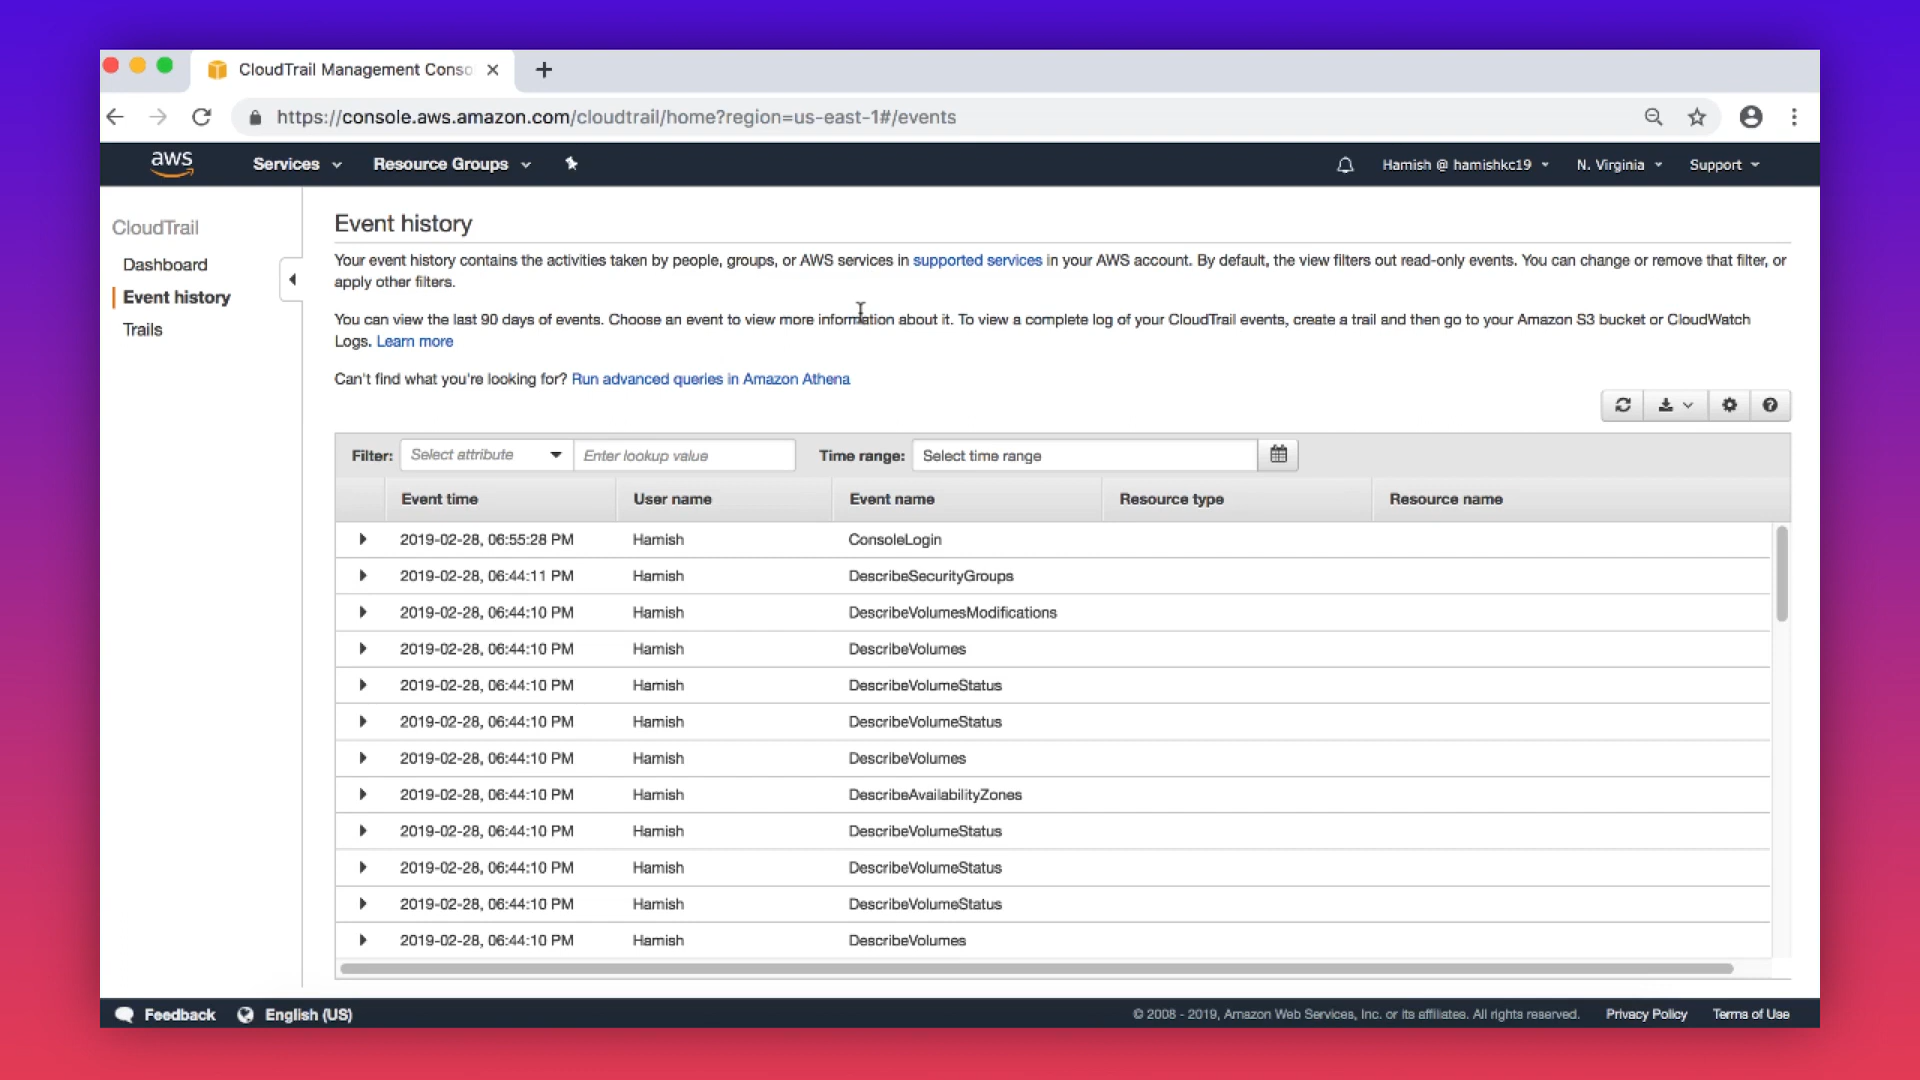 CloudTrail Management Conso
https://console.aws.amazon.com/cloudtrail/home?region=us-east-1#/events
aws Services Resource Groups Hamish @ hamishkc19 N. Virginia Support
CloudTrail
Dashboard
Event history
Trails
Event history
Your event history contains the activities taken by people, groups, or AWS services in supported services in your AWS account. By default, the view filters out read-only events. You can change or remove that filter, or
apply other filters.
You can view the last 90 days of events. Choose an event to view more information about it. To view a complete log of your CloudTrail events, create a trail and then go to your Amazon S3 bucket or CloudWatch
Logs. Learn more
Can't find what you're looking for? Run advanced queries in Amazon Athena
Filter: Select attribute Enter lookup value Time range: Select time range
Event time User name Event name Resource type Resource name
2019-02-28, 06:55:28 PM Hamish ConsoleLogin
2019-02-28, 06:44:11 PM Hamish DescribeSecurityGroups
2019-02-28, 06:44:10 PM Hamish DescribeVolumesModifications
2019-02-28, 06:44:10 PM Hamish DescribeVolumes
2019-02-28, 06:44:10 PM Hamish DescribeVolumeStatus
2019-02-28, 06:44:10 PM Hamish DescribeVolumeStatus
2019-02-28, 06:44:10 PM Hamish DescribeVolumes
2019-02-28, 06:44:10 PM Hamish DescribeAvailabilityZones
2019-02-28, 06:44:10 PM Hamish DescribeVolumeStatus
2019-02-28, 06:44:10 PM Hamish DescribeVolumeStatus
2019-02-28, 06:44:10 PM Hamish DescribeVolumeStatus
2019-02-28, 06:44:10 PM Hamish DescribeVolumes
Feedback English (US) © 2008 - 2019, Amazon Web Services, Inc. or its affiliates. All rights reserved. Privacy Policy Terms of Use